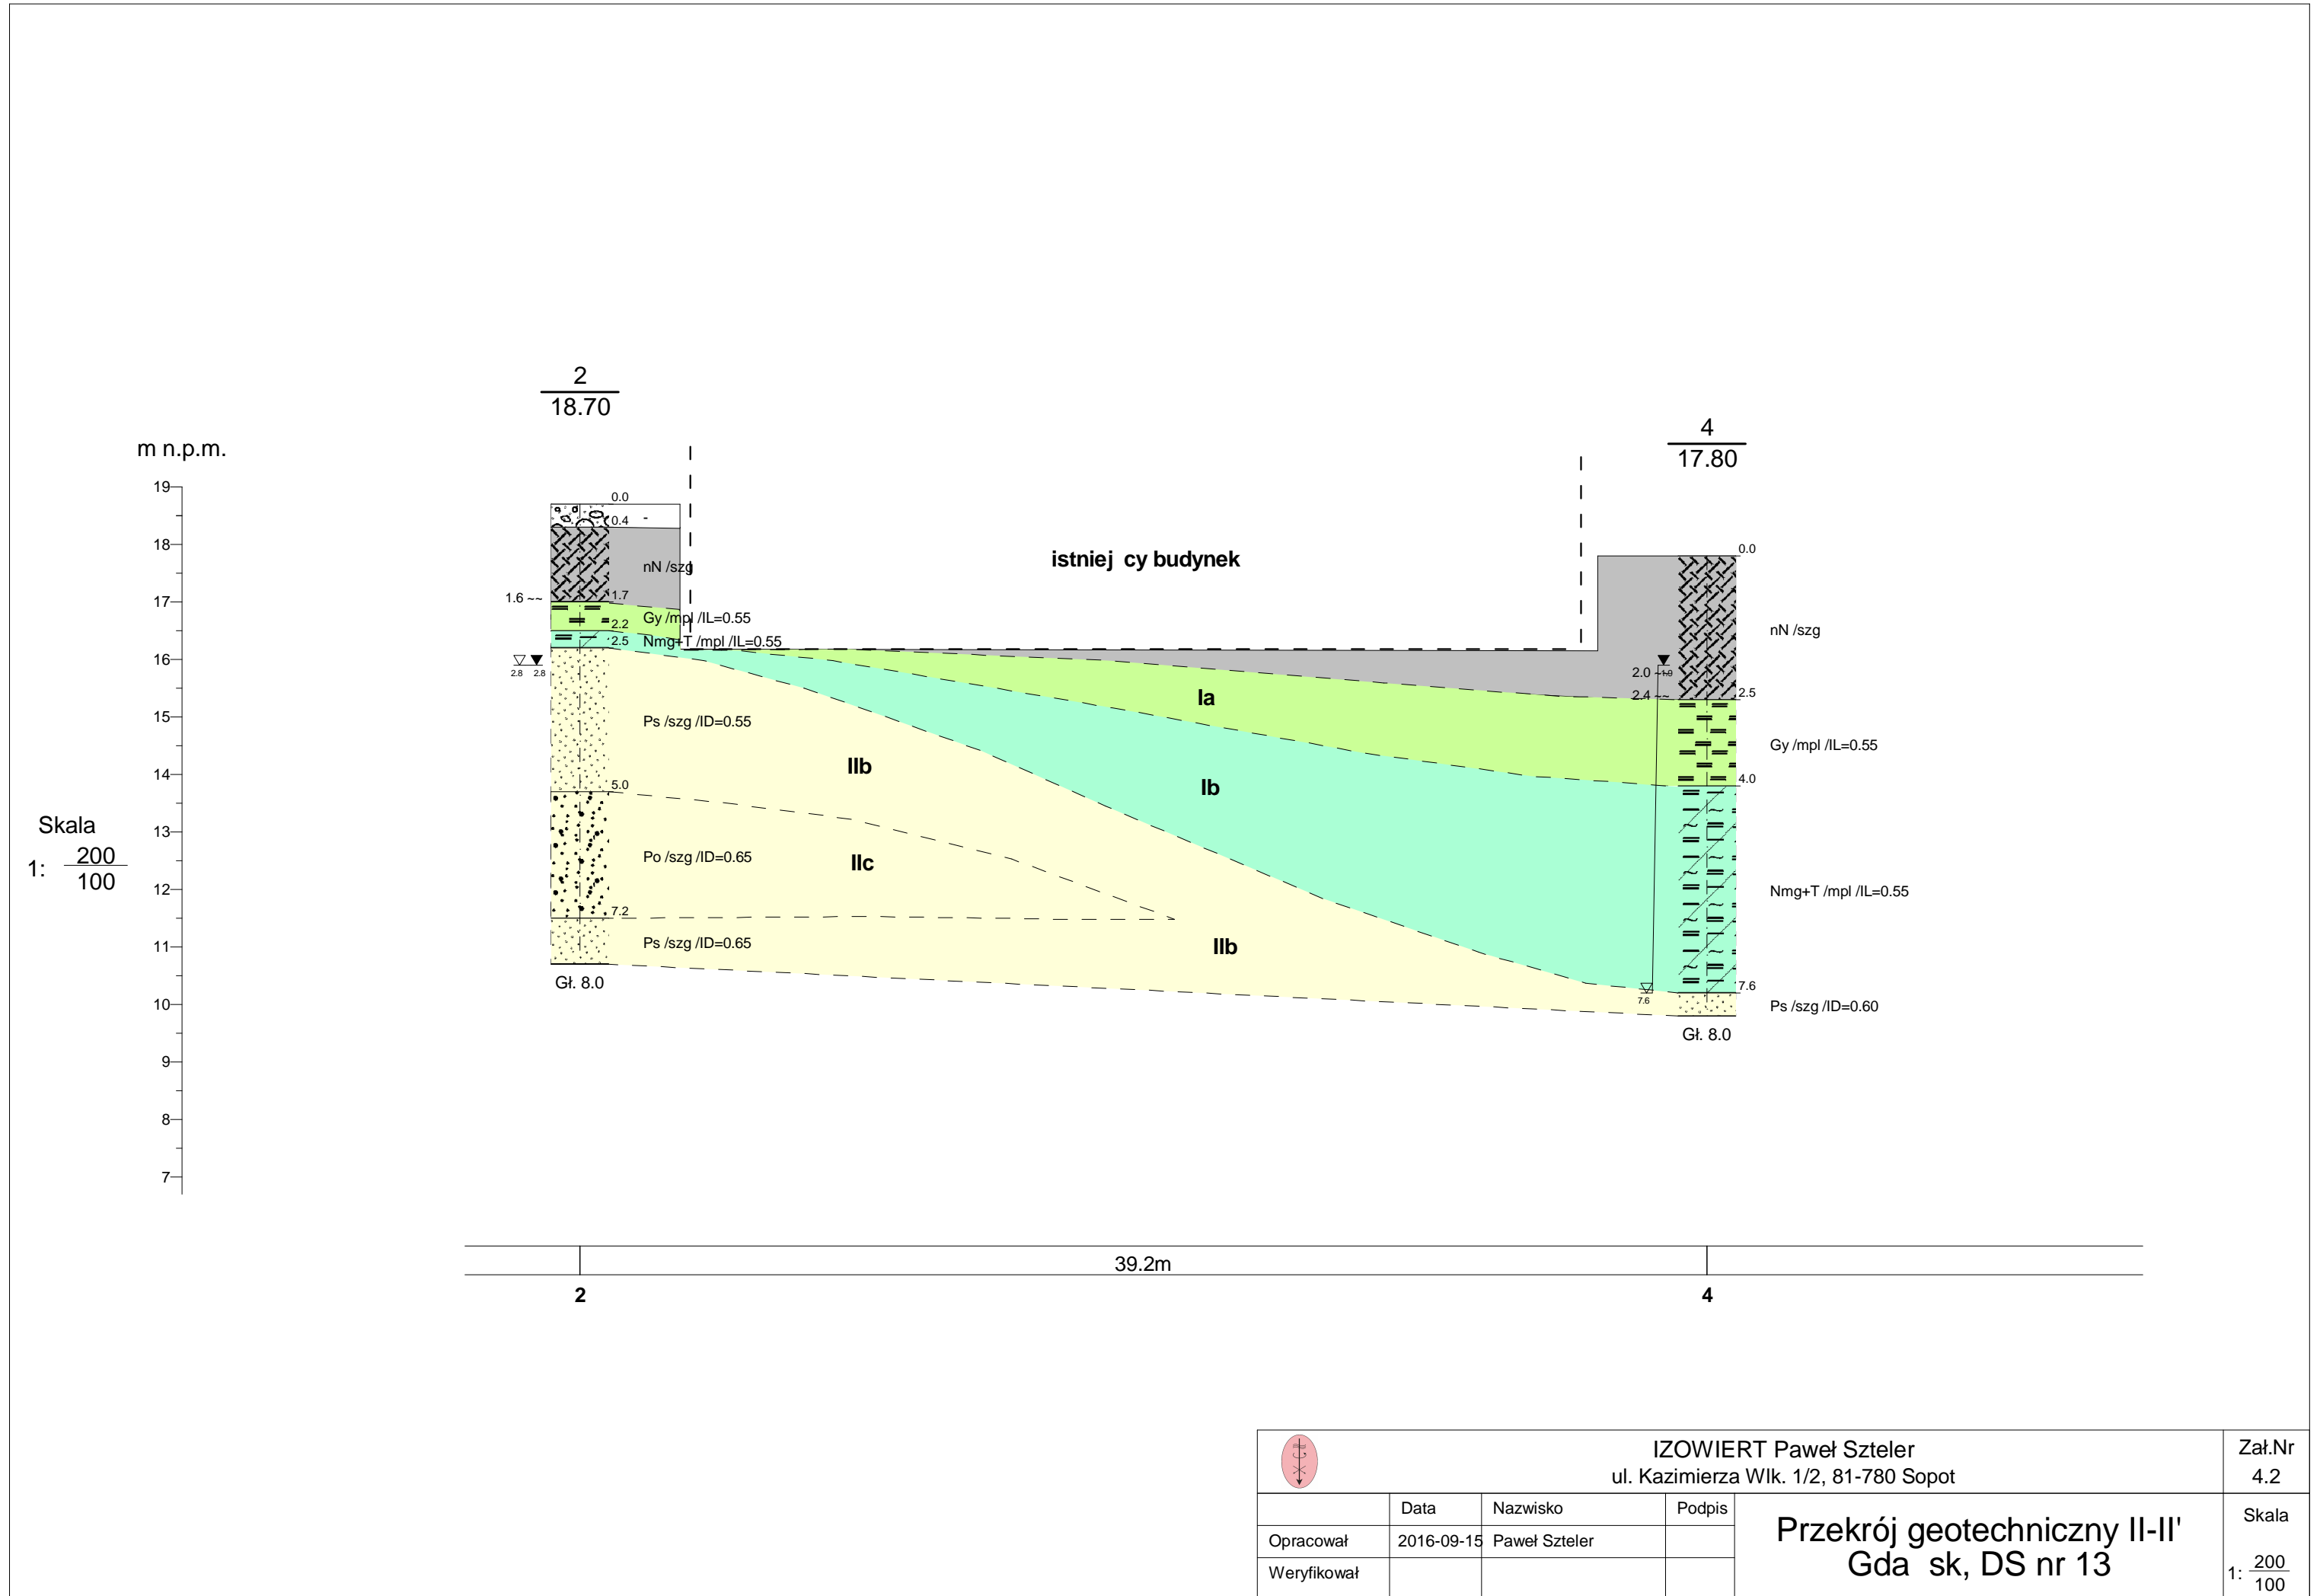 2
18.70
4
17.80
m n.p.m.
19
18
17
16
15
14
13
12
11
10
9
8
7
Skala
1: 200
100
0.0
-
0.4
nN /szg
1.6 ~~
1.7
Gy /mpl /IL=0.55
2.2
2.5
Nmg+T /mpl /IL=0.55
2.8 2.8
Ps /szg /ID=0.55
5.0
Po /szg /ID=0.65
7.2
Ps /szg /ID=0.65
Gł. 8.0
istniej cy budynek
Ia
Ib
IIb
IIc
IIb
0.0
nN /szg
2.0 ~~
1.9
2.4 ~~
2.5
Gy /mpl /IL=0.55
4.0
Nmg+T /mpl /IL=0.55
7.6
7.6
Ps /szg /ID=0.60
Gł. 8.0
39.2m
2
4
IZOWIERT Paweł Szteler
ul. Kazimierza Wlk. 1/2, 81-780 Sopot
Zał.Nr
4.2
Data Nazwisko Podpis
Opracował 2016-09-15 Paweł Szteler
Weryfikował
Przekrój geotechniczny II-II'
Gda sk, DS nr 13
Skala
1: 200
100